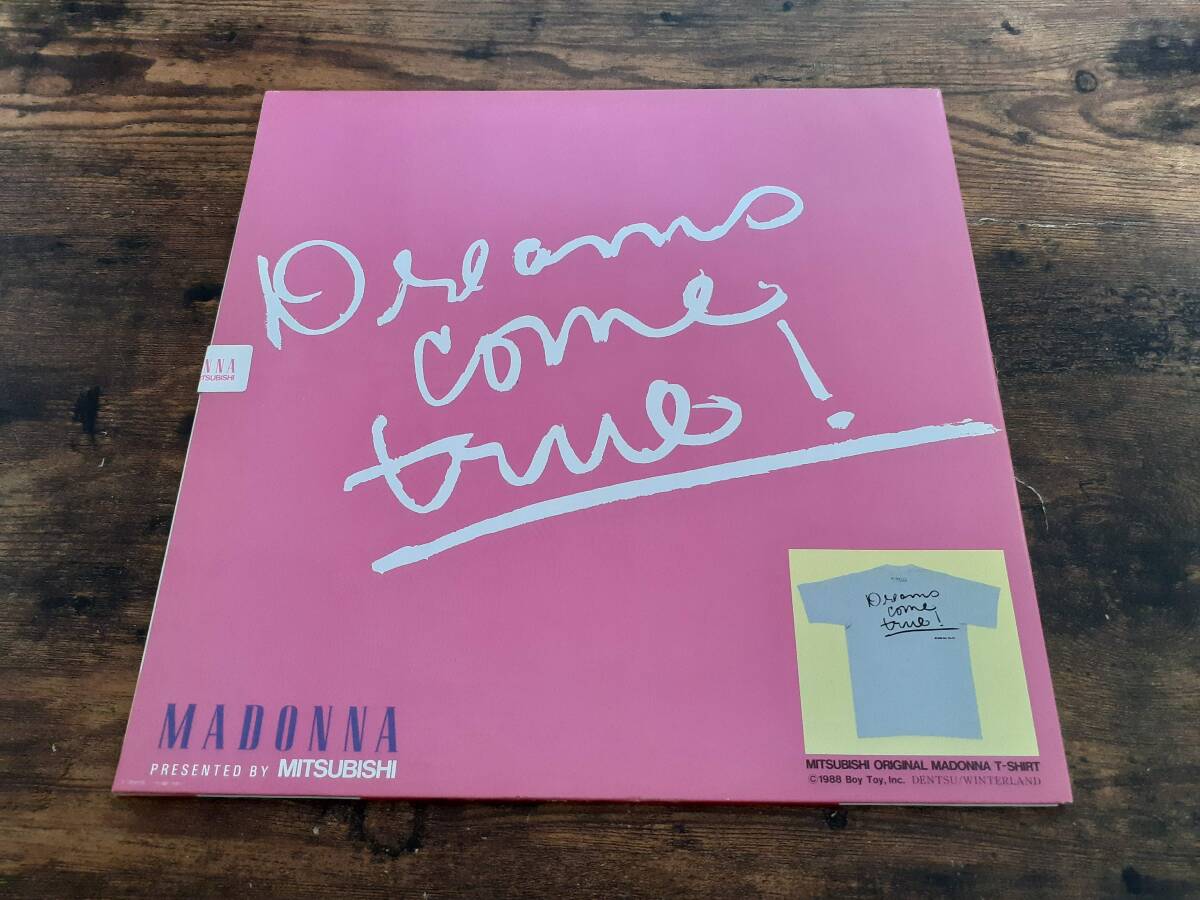 Dreams
come
true!
NNA
TSUBISHI
Dreams
come
true!
MADONNA
PRESENTED BY MITSUBISHI
MITSUBISHI ORIGINAL MADONNA T-SHIRT
©1988 Boy Toy, Inc. DENTSU/WINTERLAND